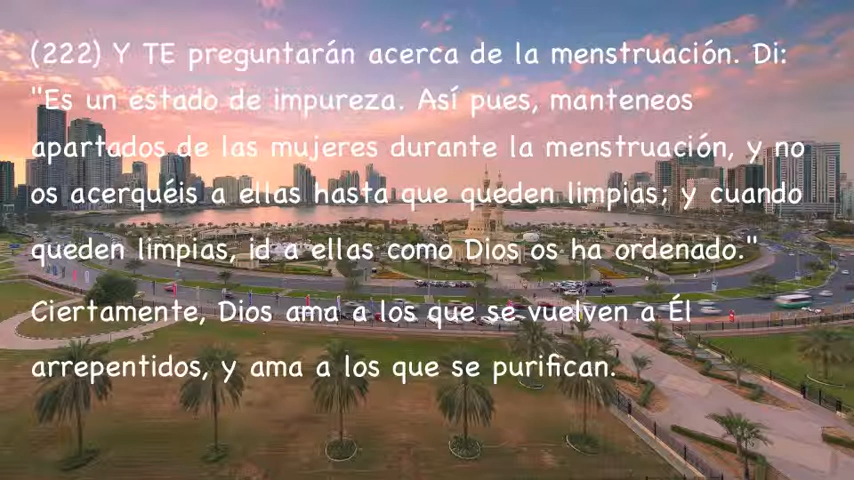 (222) Y TE preguntarán acerca de la menstruación. Di:
"Es un estado de impureza. Así pues, manteneos
apartados de las mujeres durante la menstruación, y no
os acerquéis a ellas hasta que queden limpias; y cuando
queden limpias, id a ellas como Dios os ha ordenado."
Ciertamente, Dios ama a los que se vuelven a Él
arrepentidos, y ama a los que se purifican.